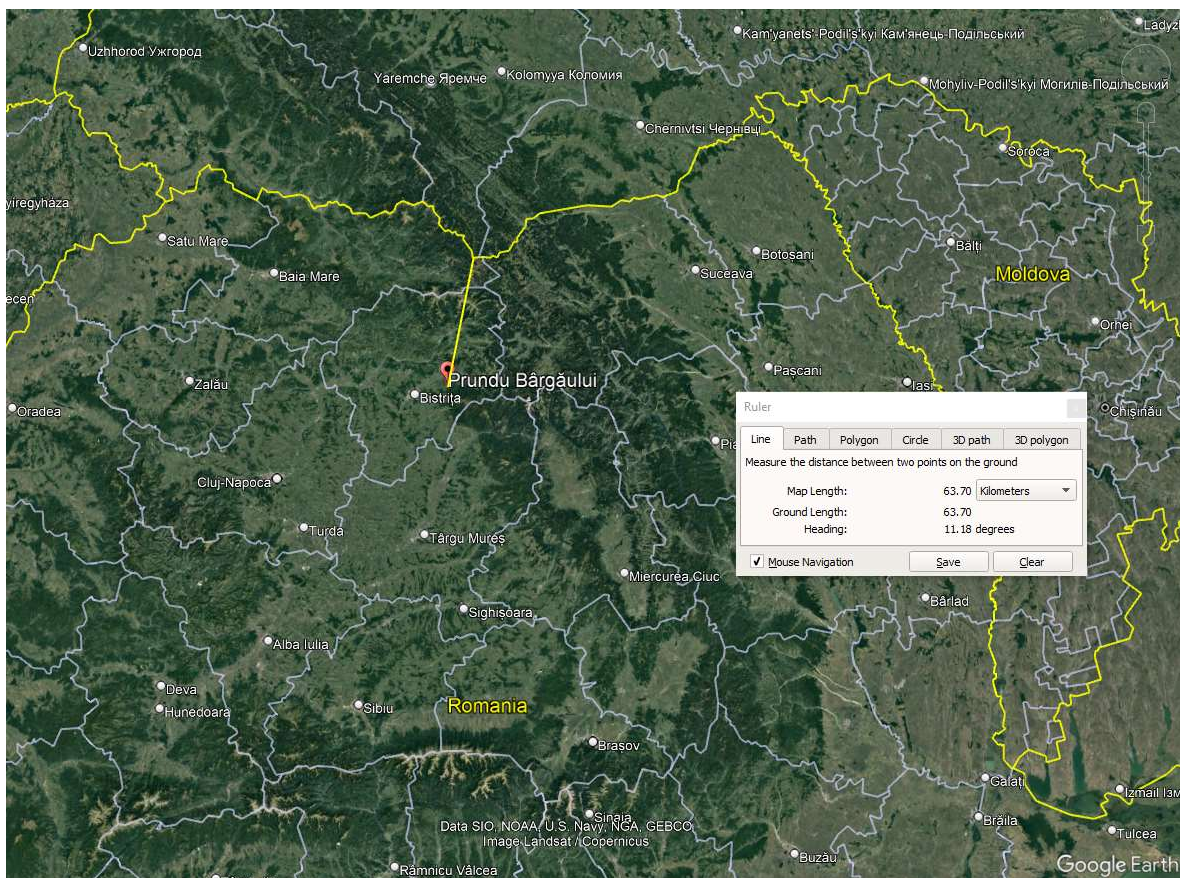 Ladyz
Kam'yanets'-Podil's'kyi Кам'янець-Подільський
Uzhhorod Ужгород
Yaremche Яремче
Kolomyya Коломия
Mohyliv-Podil's'kyi Могилів-Подільський
Chernivtsi Чернівці
Soroca
yiregyháza
Satu Mare
Bălți
Botoșani
Suceava
Moldova
Baia Mare
ecen
Orhei
Pașcani
Prundu Bârgăului
Iași
Zalău
Bistrița
Oradea
Chișinău
Ruler
Line Path Polygon Circle 3D path 3D polygon
Measure the distance between two points on the ground
Map Length: 63.70 Kilometers
Ground Length: 63.70
Heading: 11.18 degrees
Mouse Navigation Save Clear
Pia
Cluj-Napoca
Turda
Târgu Mureș
Miercurea Ciuc
Bârlad
Sighișoara
Alba Iulia
Deva
Hunedoara
Sibiu
Romania
Brașov
Galați
Izmail Ізм
Sinaia
Brăila
Data SIO, NOAA, U.S. Navy, NGA, GEBCO
Image Landsat / Copernicus
Tulcea
Buzău
Râmnicu Vâlcea
Google Earth